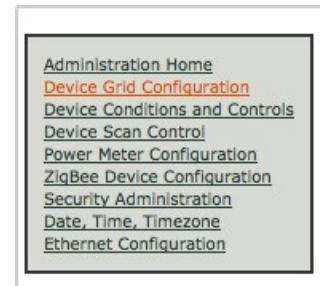 Administration Home
Device Grid Configuration
Device Conditions and Controls
Device Scan Control
Power Meter Configuration
ZigBee Device Configuration
Security Administration
Date, Time, Timezone
Ethernet Configuration